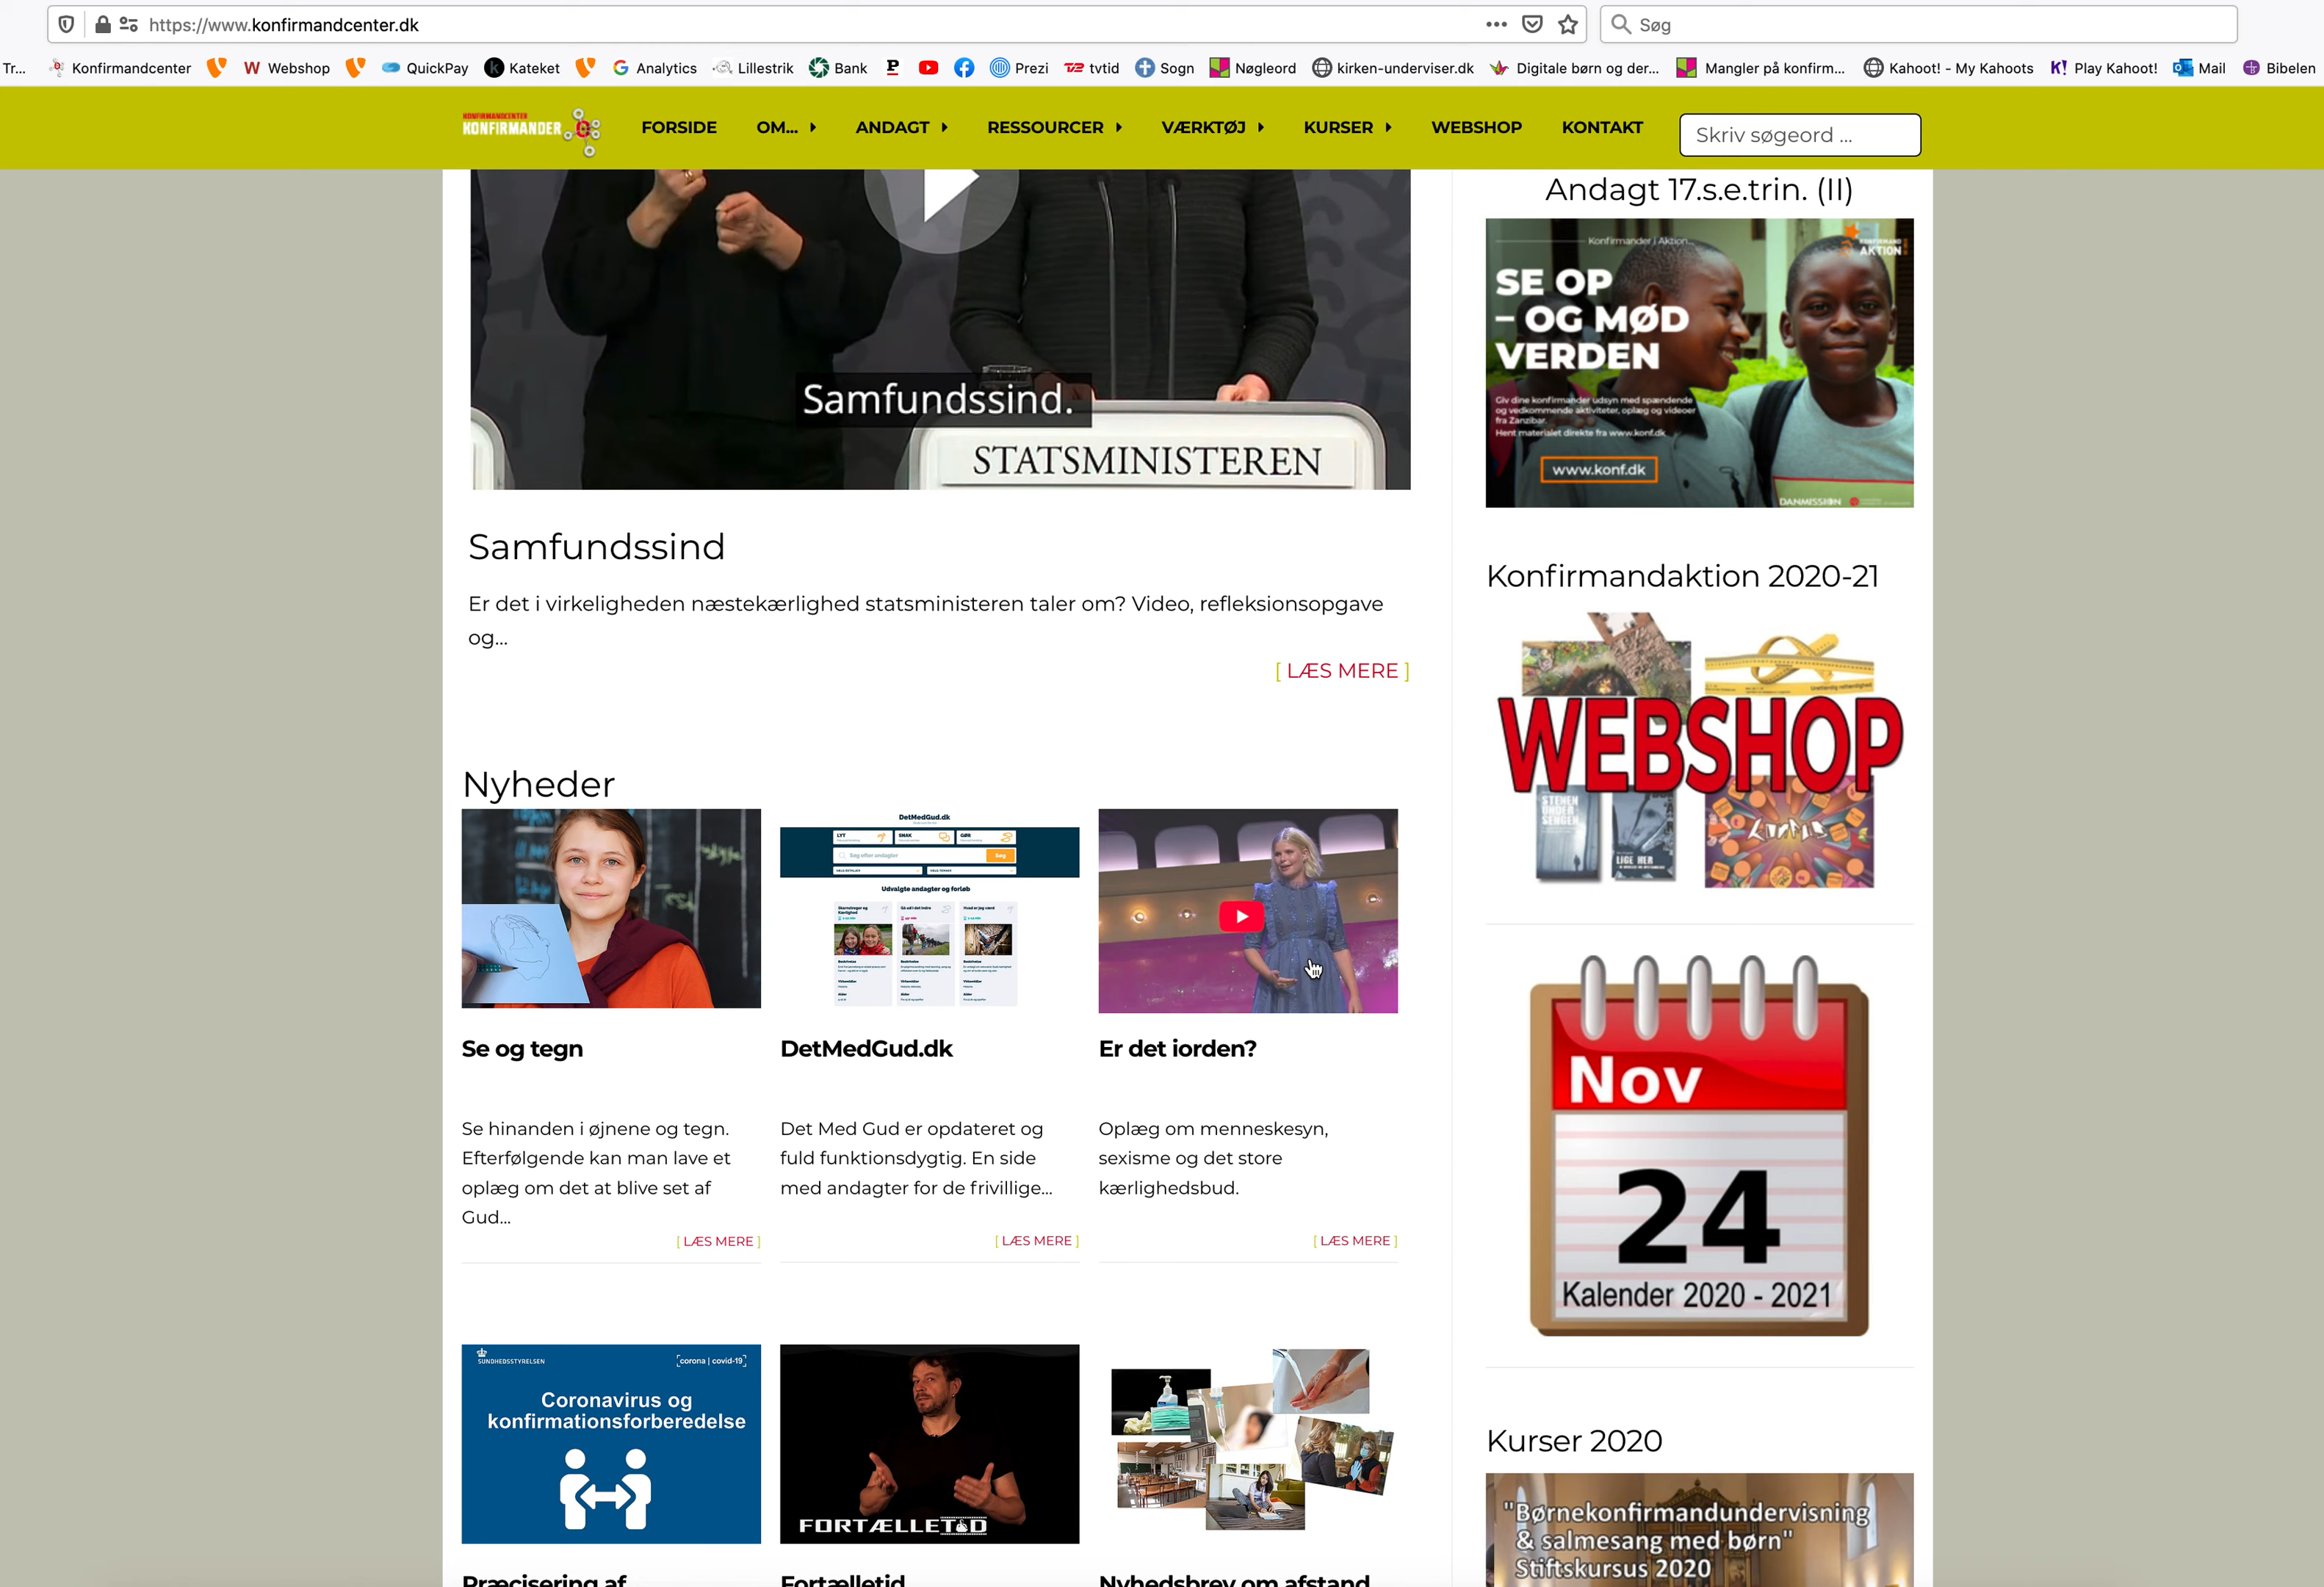 https://www.konfirmandcenter.dk
Søg
Tr...
Konfirmandcenter
Webshop
QuickPay
Kateket
Analytics
Lillestrik
Bank
Prezi
tvtid
Sogn
Nøgleord
kirken-underviser.dk
Digitale børn og der...
Mangler på konfirm...
Kahoot! - My Kahoots
Play Kahoot!
Mail
Bibelen
KONFIRMANDCENTER
KONFIRMANDER
FORSIDE
OM...
ANDAGT
RESSOURCER
VÆRKTØJ
KURSER
WEBSHOP
KONTAKT
Skriv søgeord ...
Samfundssind.
STATSMINISTEREN
Samfundssind
Er det i virkeligheden næstekærlighed statsministeren taler om? Video, refleksionsopgave
og...
[ LÆS MERE ]
Nyheder
Se og tegn
Se hinanden i øjnene og tegn.
Efterfølgende kan man lave et
oplæg om det at blive set af
Gud...
[ LÆS MERE ]
DetMedGud.dk
LYT
SNAK
GØR
Søg efter andagter
Søg
Udvalgte andagter og forløb
DetMedGud.dk
Det Med Gud er opdateret og
fuld funktionsdygtig. En side
med andagter for de frivillige...
[ LÆS MERE ]
Er det iorden?
Oplæg om menneskesyn,
sexisme og det store
kærlighedsbud.
[ LÆS MERE ]
SUNDHEDSSTYRELSEN
[corona | covid-19]
Coronavirus og
konfirmationsforberedelse
Præcisering af
FORTÆLLETID
Fortælletid
Nyhedsbrev om afstand
Andagt 17.s.e.trin. (II)
Konfirmander i Aktion...
KONFIRMAND
AKTION
SE OP
– OG MØD
VERDEN
Giv dine konfirmander udsyn med spændende
og vedkommende aktiviteter, oplæg og videoer
fra Zanzibar.
Hent materialet direkte fra www.konf.dk
www.konf.dk
DANMISSION
Konfirmandaktion 2020-21
WEBSHOP
STENEN
UNDER
SENGEN
LIGE HER
Nov
24
Kalender 2020 - 2021
Kurser 2020
"Børnekonfirmandundervisning
& salmesang med børn"
Stiftskursus 2020